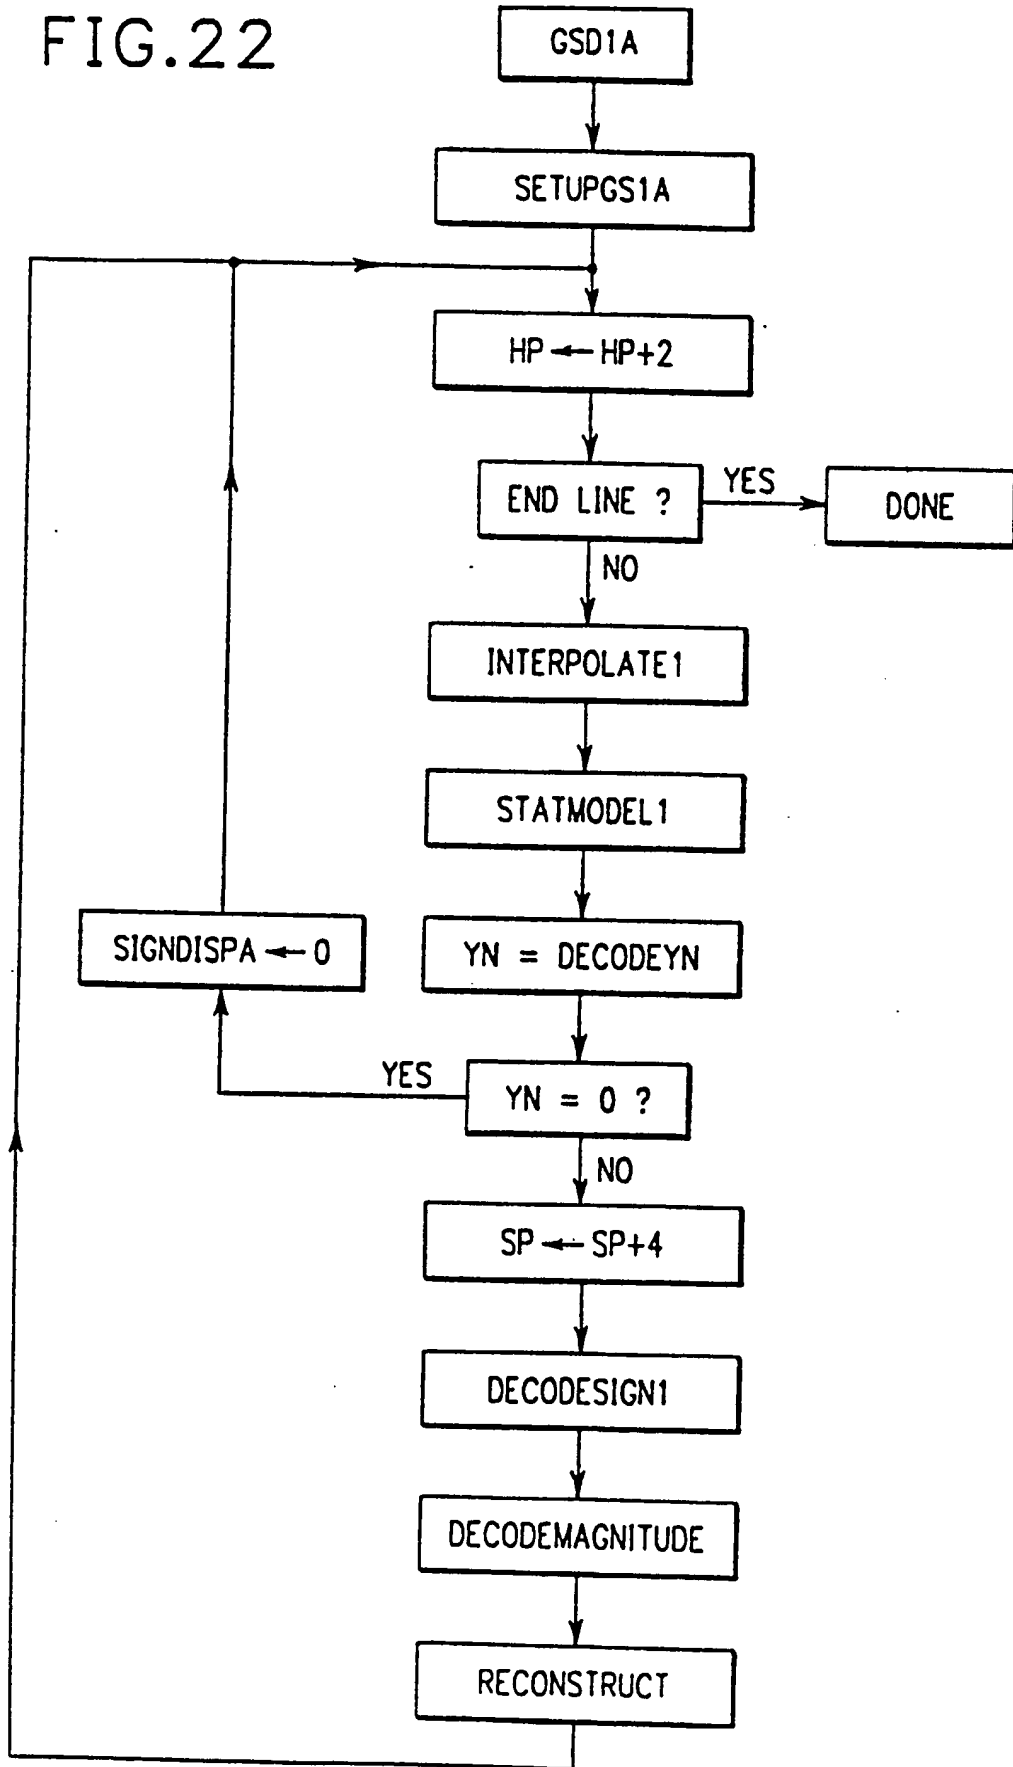 FIG.22
GSD1A
SETUPGS1A
HP ← HP+2
END LINE ?
YES
DONE
NO
INTERPOLATE1
STATMODEL1
SIGNDISPA ← 0
YN = DECODEYN
YES
YN = 0 ?
NO
SP ← SP+4
DECODESIGN1
DECODEMAGNITUDE
RECONSTRUCT